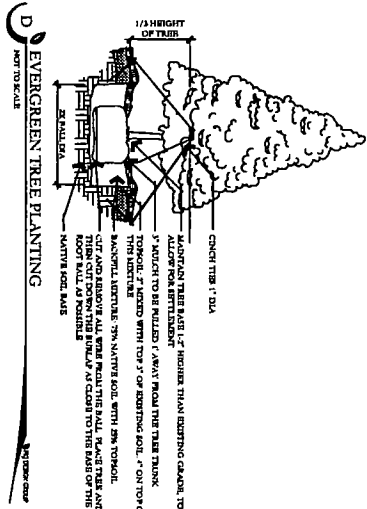 1/3 HEIGHT
OF TREE
CINCH TIES 1" DIA
MAINTAIN TREE BASE 1-2" HIGHER THAN EXISTING GRADE, TO
ALLOW FOR SETTLEMENT
3" MULCH TO BE PULLED 1' AWAY FROM THE TREE TRUNK
TOPSOIL: 2" MIXED WITH TOP 3" OF EXISTING SOIL. 4" ON TOP O
THIS MIXTURE
BACKFILL MIXTURE: 75% NATIVE SOIL WITH 25% TOPSOIL
CUT AND REMOVE ALL WIRE FROM THE BALL. PLACE TREE AND
THEN CUT DOWN THE BURLAP AS CLOSE TO THE BASE OF THE
ROOT BALL AS POSSIBLE
NATIVE SOIL BASE
2X BALL DIA
D EVERGREEN TREE PLANTING
NOT TO SCALE
DESIGN GROUP